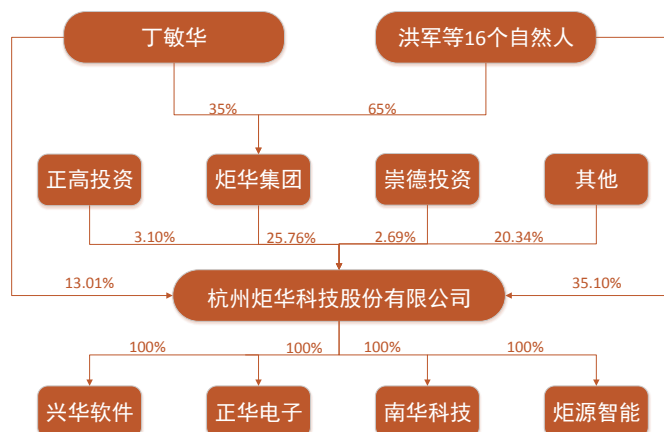 丁敏华
洪军等16个自然人
35%
65%
正高投资
炬华集团
崇德投资
其他
3.10%
25.76%
2.69%
20.34%
13.01%
杭州炬华科技股份有限公司
35.10%
100%
100%
100%
100%
兴华软件
正华电子
南华科技
炬源智能